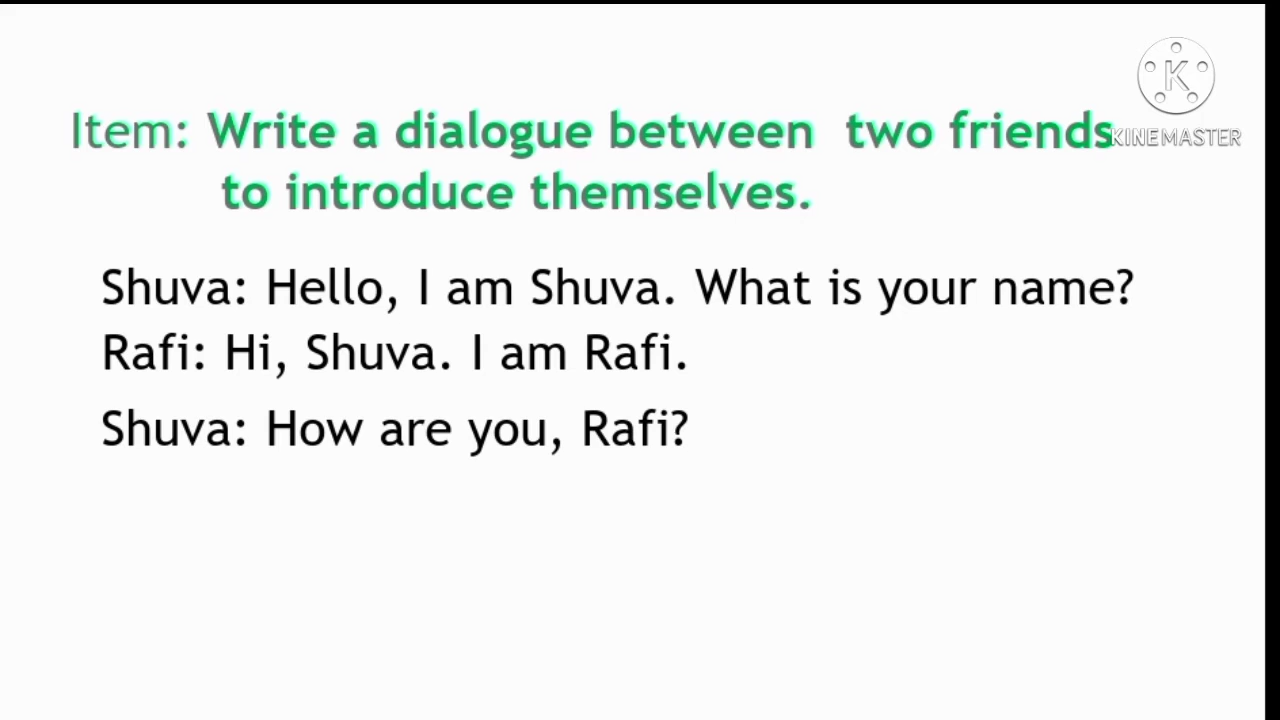 Item: Write a dialogue between two friends
to introduce themselves.
K
KINEMASTER
Shuva: Hello, I am Shuva. What is your name?
Rafi: Hi, Shuva. I am Rafi.
Shuva: How are you, Rafi?